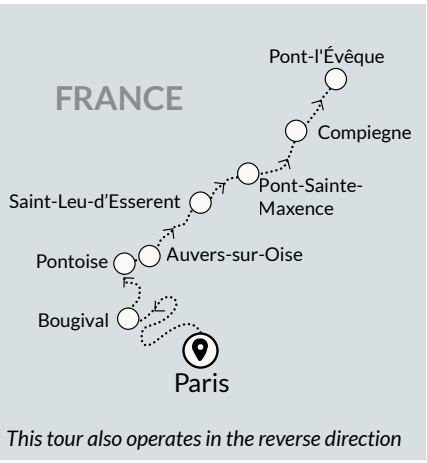 Pont-l'Évêque
FRANCE
Compiegne
Pont-Sainte-
Maxence
Saint-Leu-d’Esserent
Auvers-sur-Oise
Pontoise
Bougival
Paris
This tour also operates in the reverse direction